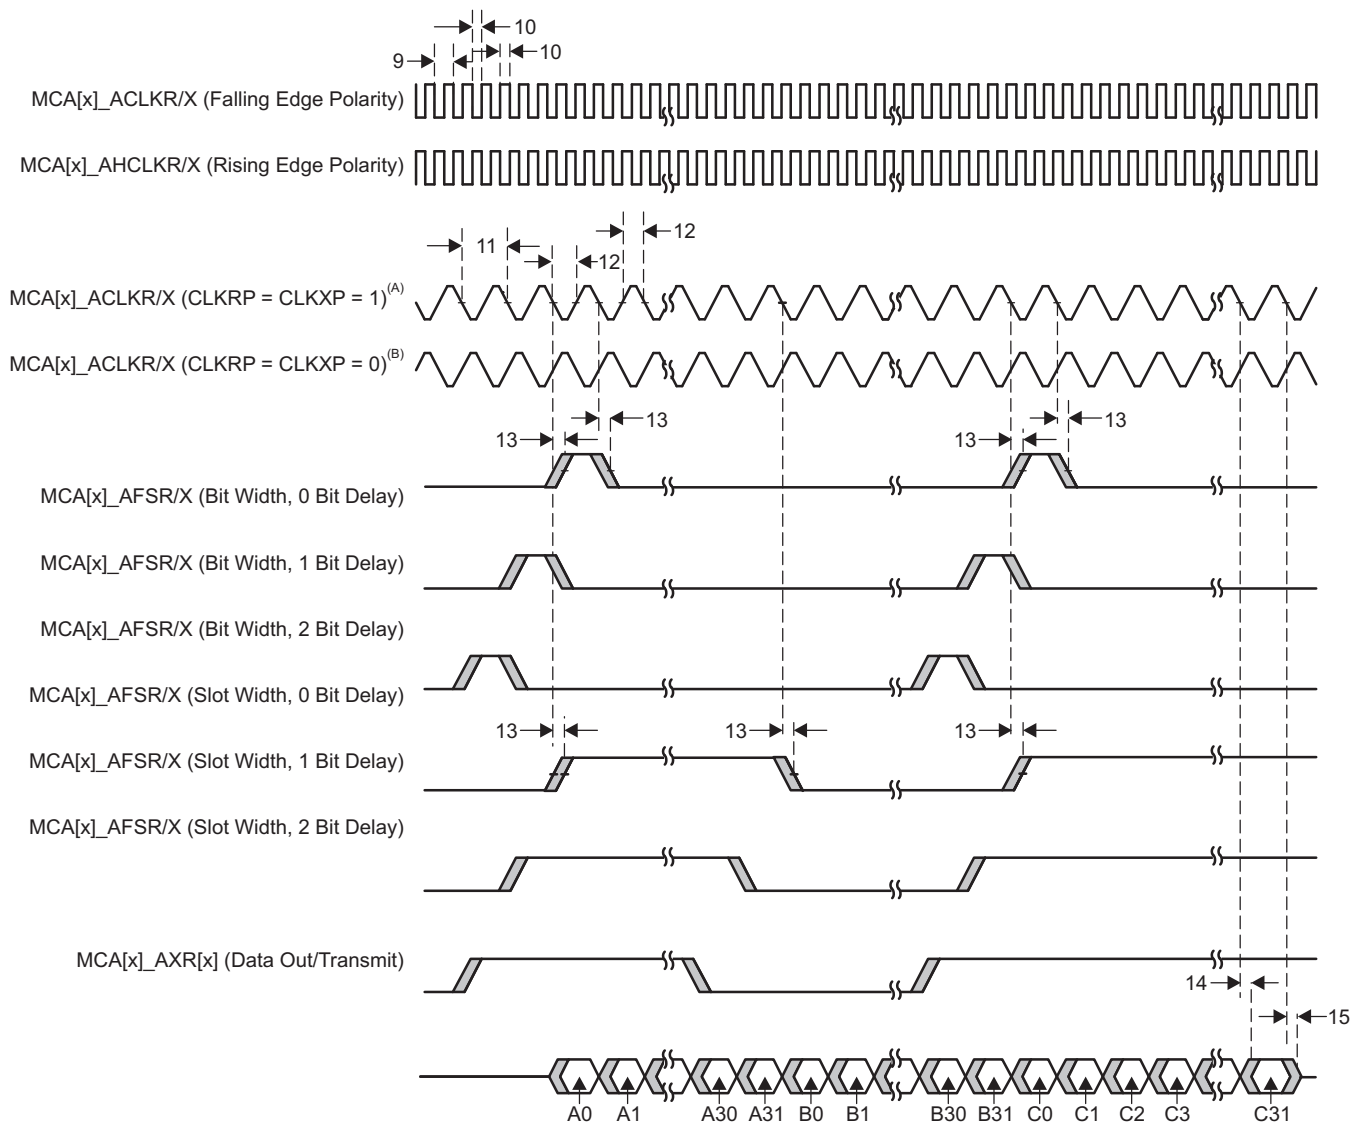 10
9
10
MCA[x]_ACLKR/X (Falling Edge Polarity)
MCA[x]_AHCLKR/X (Rising Edge Polarity)
12
11
12
MCA[x]_ACLKR/X (CLKRP = CLKXP = 1)(A)
MCA[x]_ACLKR/X (CLKRP = CLKXP = 0)(B)
13 13
13 13
MCA[x]_AFSR/X (Bit Width, 0 Bit Delay)
MCA[x]_AFSR/X (Bit Width, 1 Bit Delay)
MCA[x]_AFSR/X (Bit Width, 2 Bit Delay)
MCA[x]_AFSR/X (Slot Width, 0 Bit Delay)
13 13 13
MCA[x]_AFSR/X (Slot Width, 1 Bit Delay)
MCA[x]_AFSR/X (Slot Width, 2 Bit Delay)
MCA[x]_AXR[x] (Data Out/Transmit)
14
15
A0 A1 A30 A31 B0 B1 B30 B31 C0 C1 C2 C3 C31